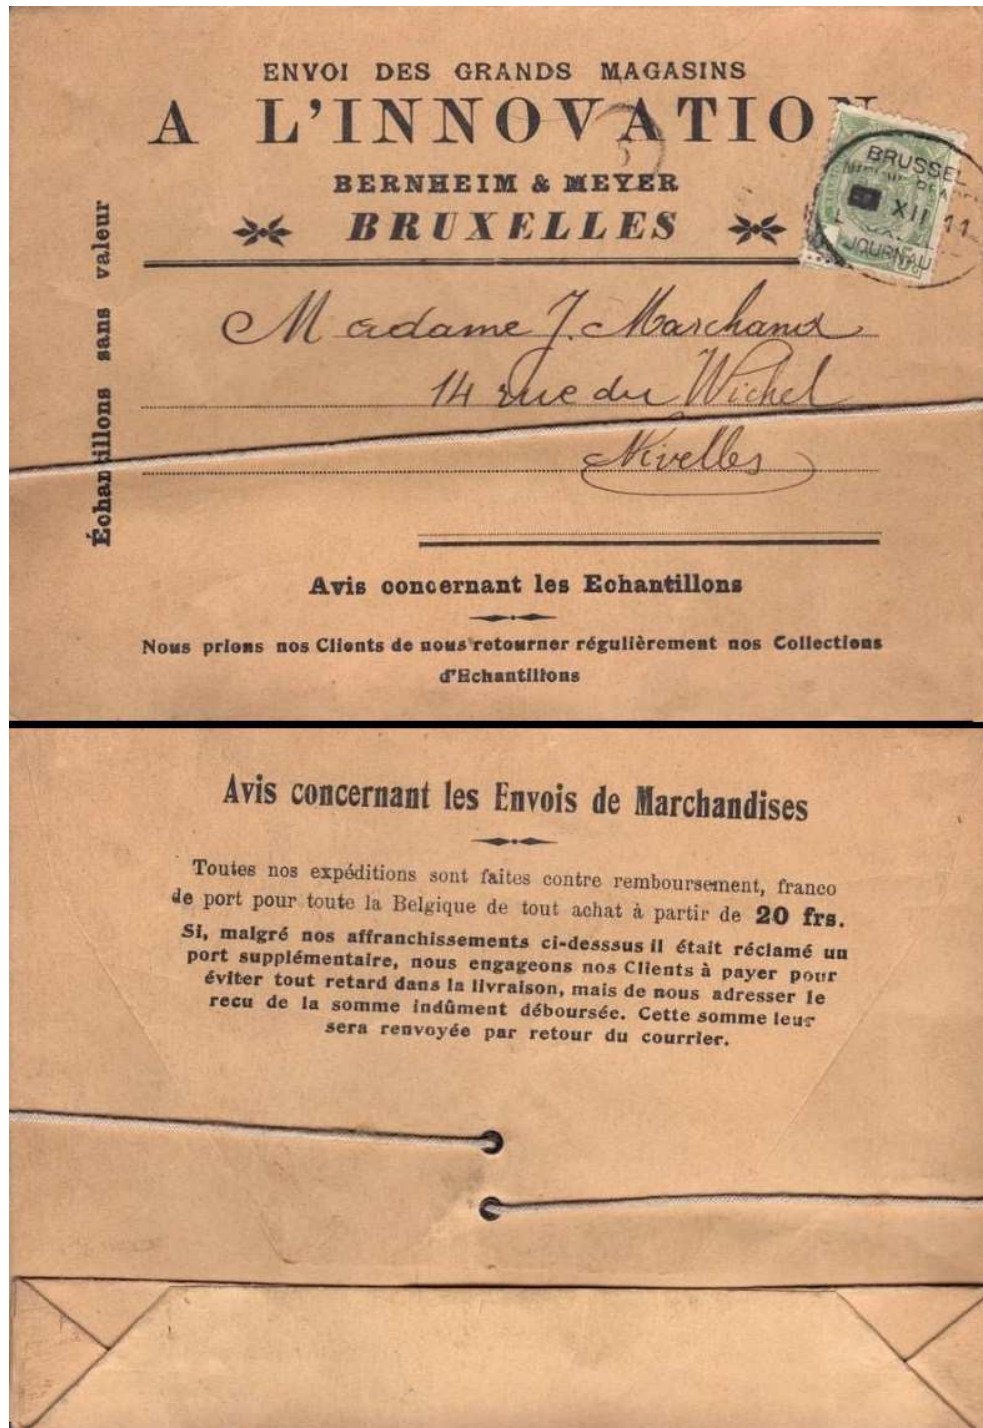 ENVOI DES GRANDS MAGASINS
A L'INNOVATION
BERNHEIM & MEYER
BRUXELLES
BRUSSEL
XII 11
JOURNAU
Échantillons sans valeur
Madame J. Marchand
14 rue du Wichet
Nivelles
Avis concernant les Echantillons
Nous prions nos Clients de nous retourner régulièrement nos Collections
d'Echantillons
Avis concernant les Envois de Marchandises
Toutes nos expéditions sont faites contre remboursement, franco
de port pour toute la Belgique de tout achat à partir de 20 frs.
Si, malgré nos affranchissements ci-desssus il était réclamé un
port supplémentaire, nous engageons nos Clients à payer pour
éviter tout retard dans la livraison, mais de nous adresser le
recu de la somme indûment déboursée. Cette somme leur
sera renvoyée par retour du courrier.